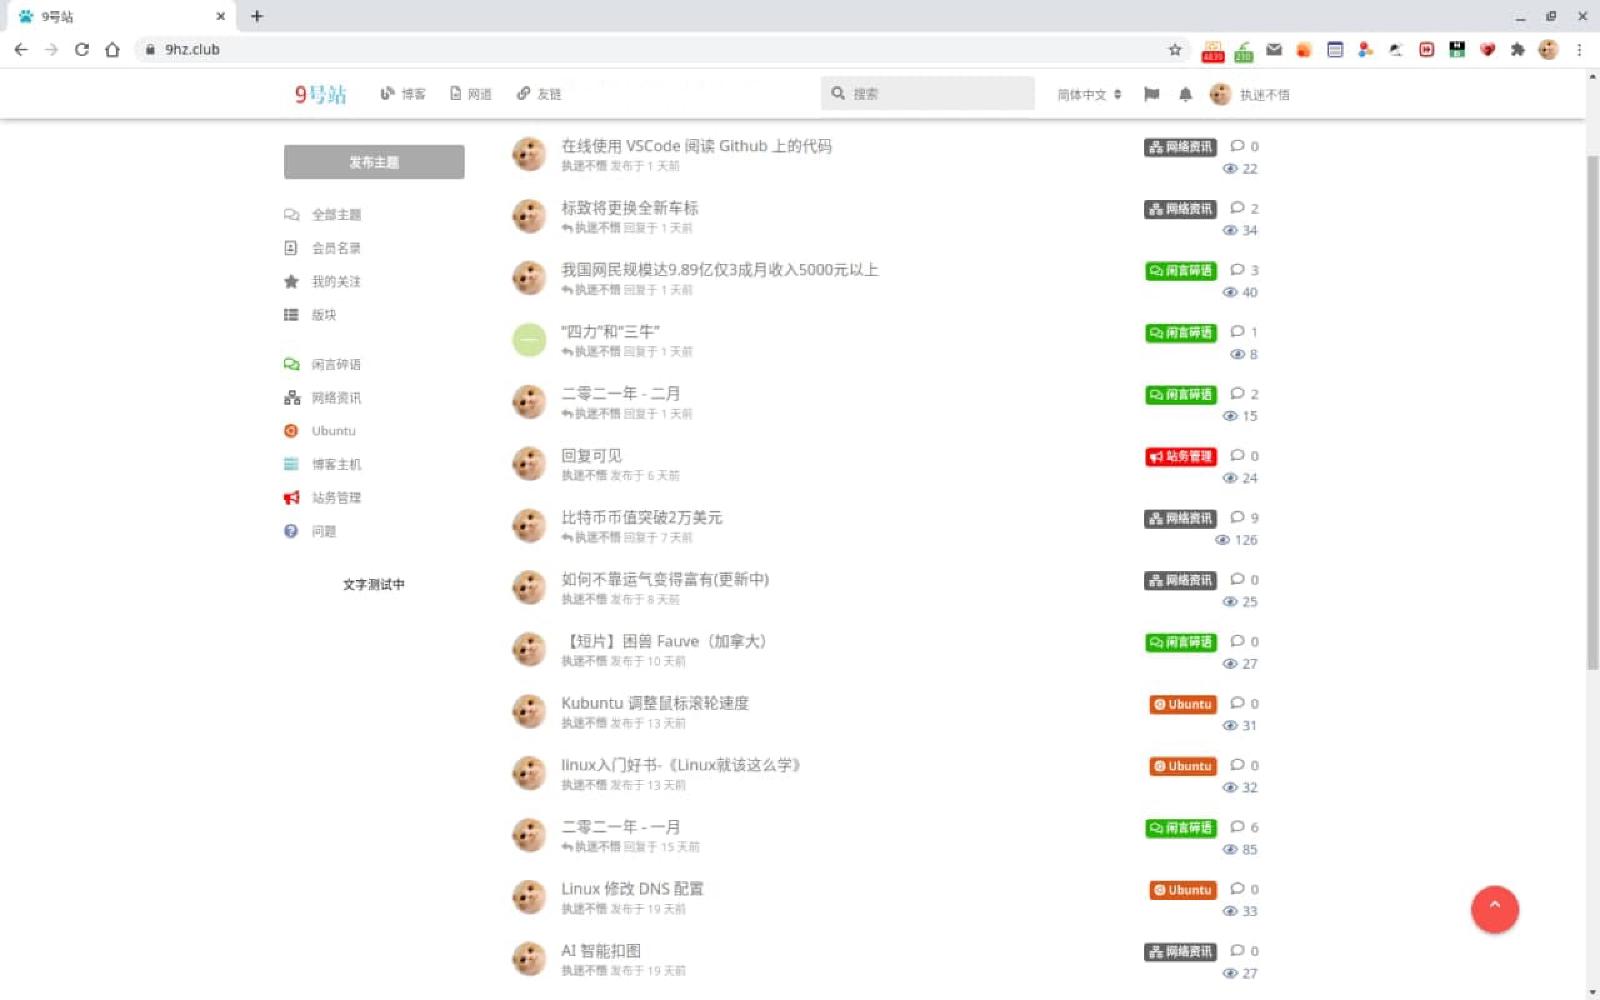 9号站
9hz.club
4839
210
9号站 博客 网道 友链 搜索 简体中文 执迷不悟
发布主题
全部主题
会员名录
我的关注
版块
闲言碎语
网络资讯
Ubuntu
博客主机
站务管理
问题
文字测试中
在线使用 VSCode 阅读 Github 上的代码 网络资讯 0
执迷不悟 发布于 1 天前 22
标致将更换全新车标 网络资讯 2
执迷不悟 回复于 1 天前 34
我国网民规模达9.89亿仅3成月收入5000元以上 闲言碎语 3
执迷不悟 回复于 1 天前 40
“四力”和“三牛” 闲言碎语 1
执迷不悟 回复于 1 天前 8
二零二一年 - 二月 闲言碎语 2
执迷不悟 回复于 1 天前 15
回复可见 站务管理 0
执迷不悟 发布于 6 天前 24
比特币币值突破2万美元 网络资讯 9
执迷不悟 回复于 7 天前 126
如何不靠运气变得富有(更新中) 网络资讯 0
执迷不悟 发布于 8 天前 25
【短片】困兽 Fauve（加拿大） 闲言碎语 0
执迷不悟 发布于 10 天前 27
Kubuntu 调整鼠标滚轮速度 Ubuntu 0
执迷不悟 发布于 13 天前 31
linux入门好书-《Linux就该这么学》 Ubuntu 0
执迷不悟 发布于 13 天前 32
二零二一年 - 一月 闲言碎语 6
执迷不悟 回复于 15 天前 85
Linux 修改 DNS 配置 Ubuntu 0
执迷不悟 发布于 19 天前 33
AI 智能扣图 网络资讯 0
执迷不悟 发布于 19 天前 27